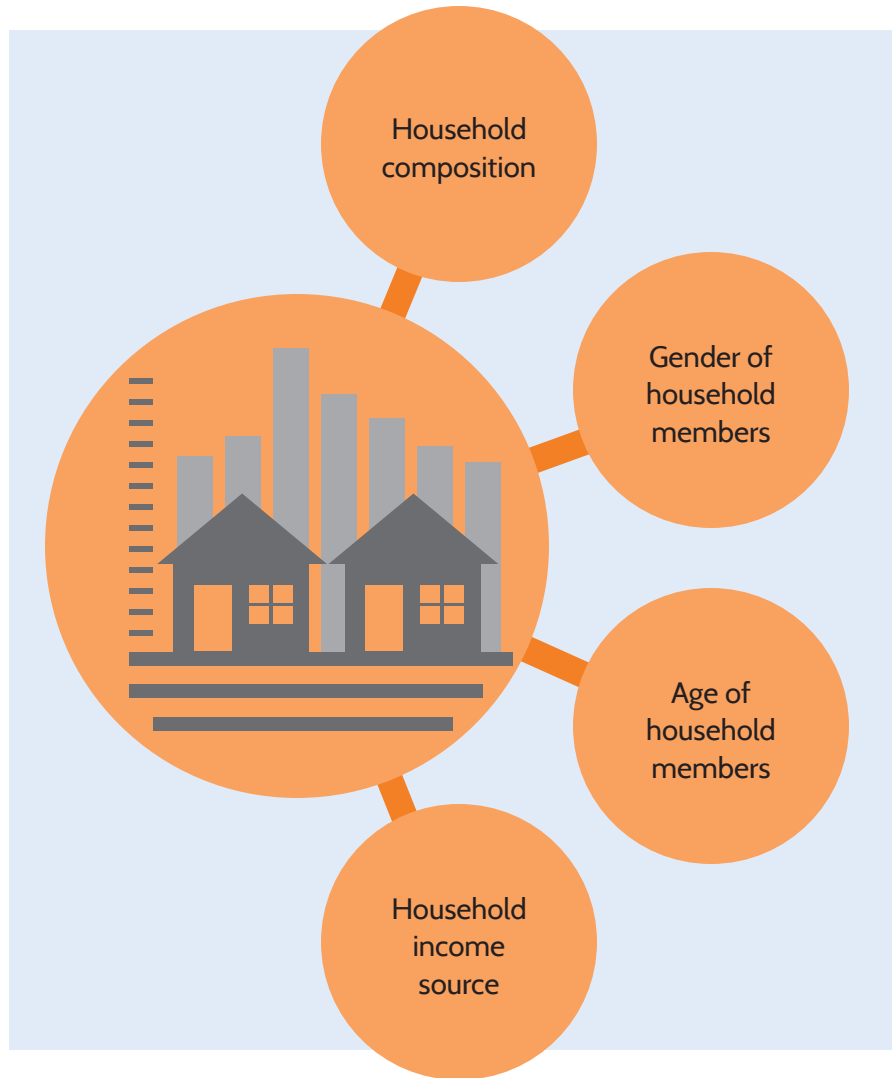 Household
composition
Gender of
household
members
Age of
household
members
Household
income
source